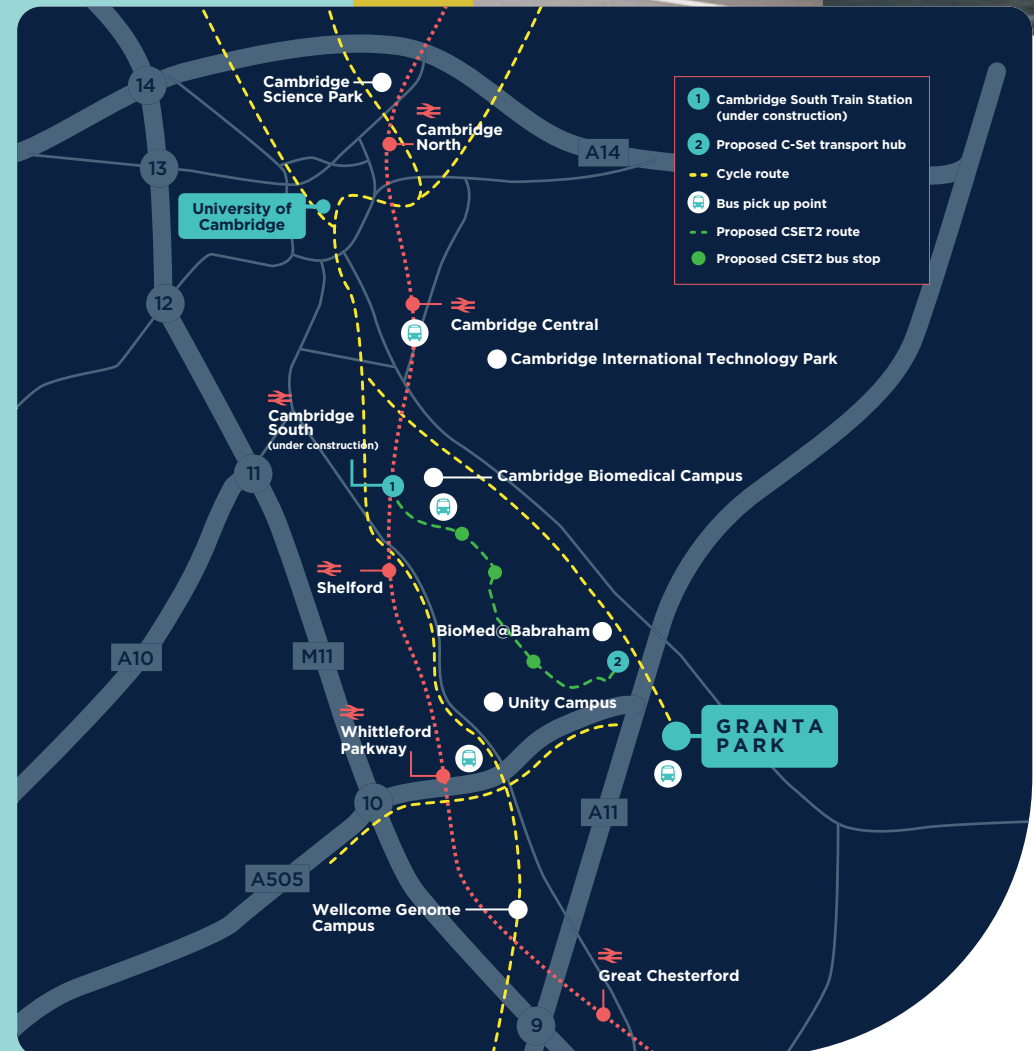 14
Cambridge
Science Park
Cambridge
North
A14
13
University of
Cambridge
12
Cambridge Central
Cambridge International Technology Park
Cambridge
South
(under construction)
11
Cambridge Biomedical Campus
1
Shelford
BioMed@Babraham
2
A10
M11
Unity Campus
Whittleford
Parkway
GRANTA
PARK
10
A11
A505
Wellcome Genome
Campus
Great Chesterford
9
1 Cambridge South Train Station
(under construction)
2 Proposed C-Set transport hub
Cycle route
Bus pick up point
Proposed CSET2 route
Proposed CSET2 bus stop